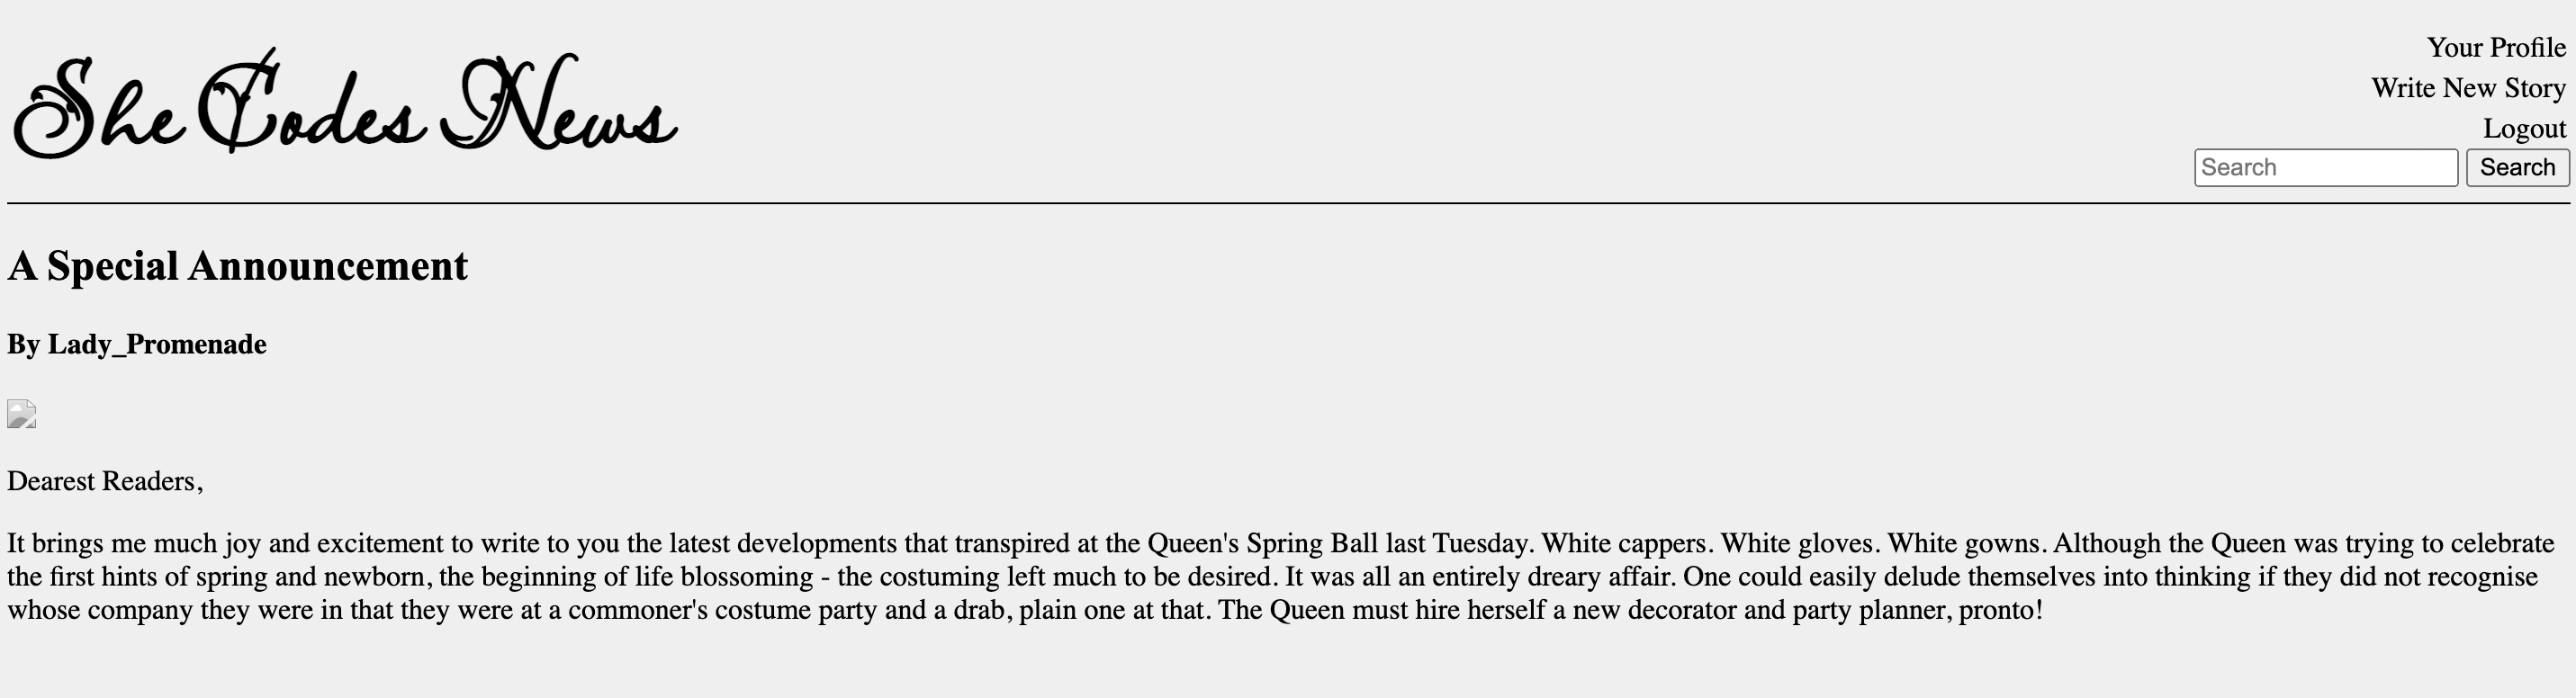 She Codes News
Your Profile
Write New Story
Logout
Search Search
A Special Announcement
By Lady_Promenade
Dearest Readers,
It brings me much joy and excitement to write to you the latest developments that transpired at the Queen's Spring Ball last Tuesday. White cappers. White gloves. White gowns. Although the Queen was trying to celebrate
the first hints of spring and newborn, the beginning of life blossoming - the costuming left much to be desired. It was all an entirely dreary affair. One could easily delude themselves into thinking if they did not recognise
whose company they were in that they were at a commoner's costume party and a drab, plain one at that. The Queen must hire herself a new decorator and party planner, pronto!